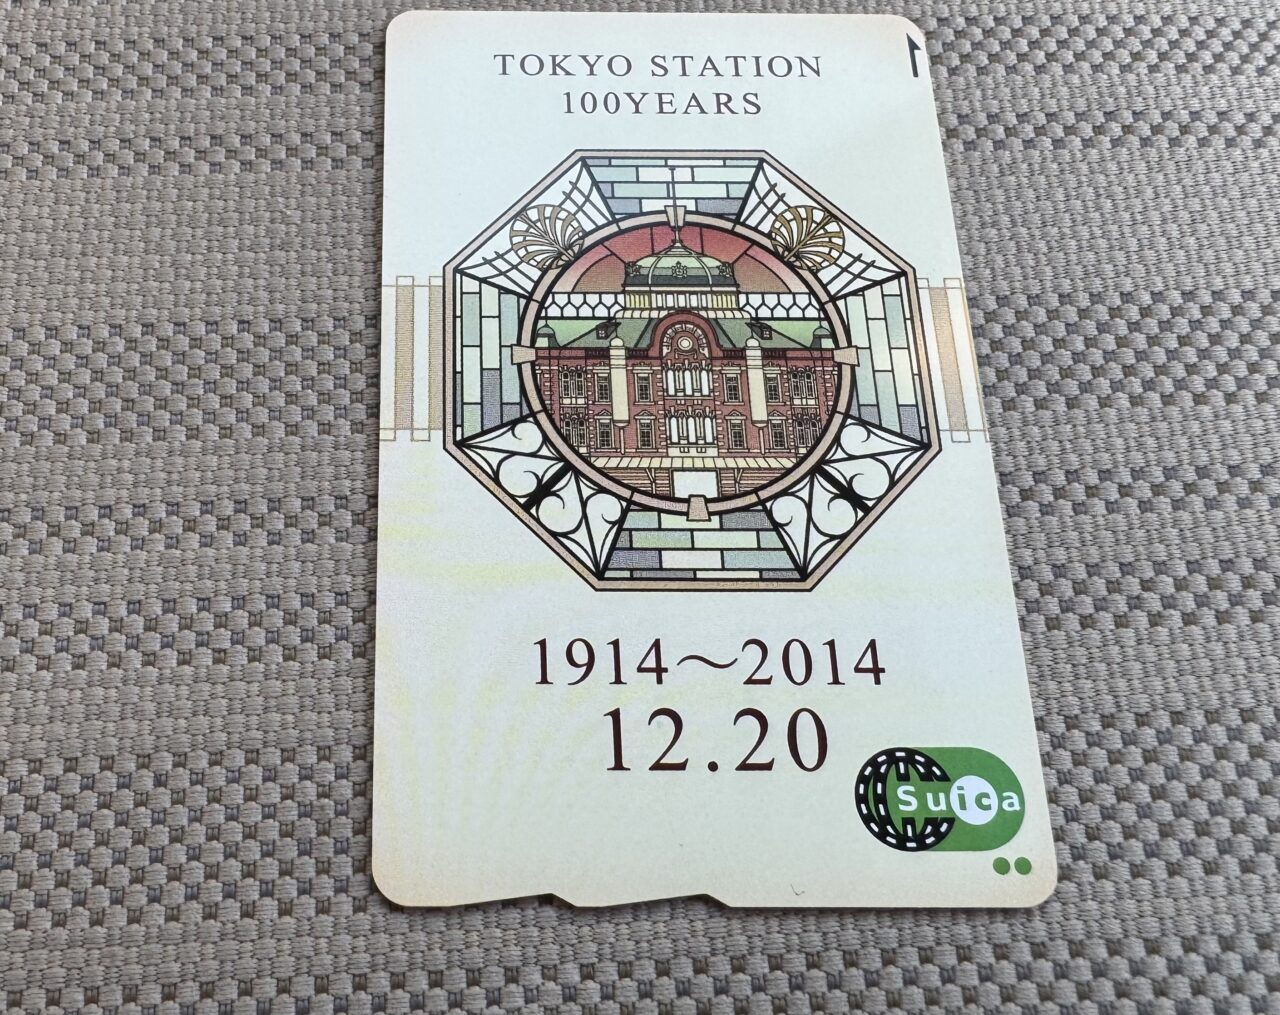 TOKYO STATION
100YEARS
1914～2014
12.20
Suica